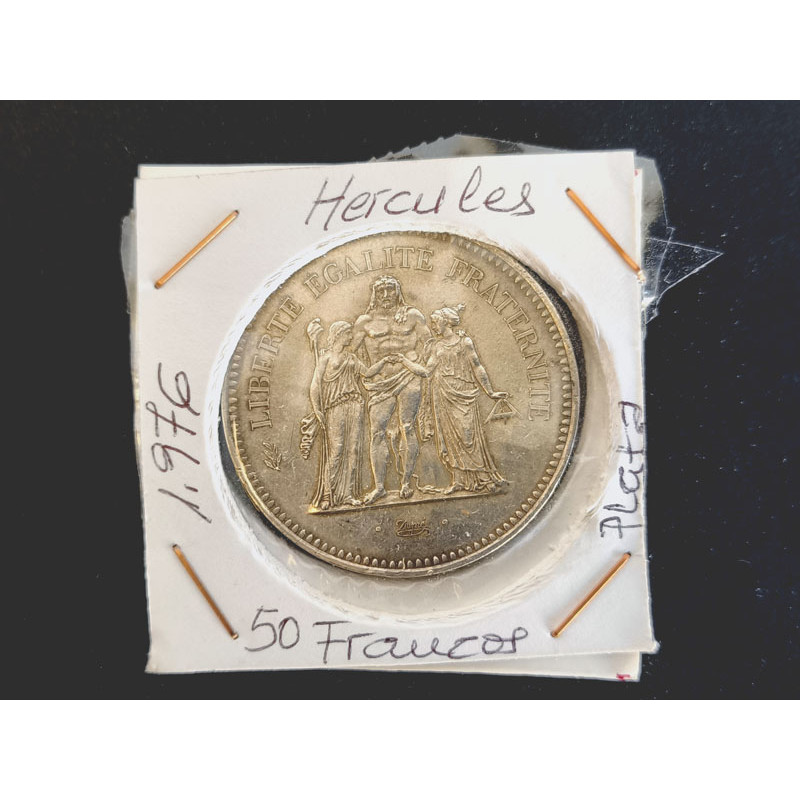 Hercules
LIBERTE EGALITE FRATERNITE
1.976
Plata
50 Francos